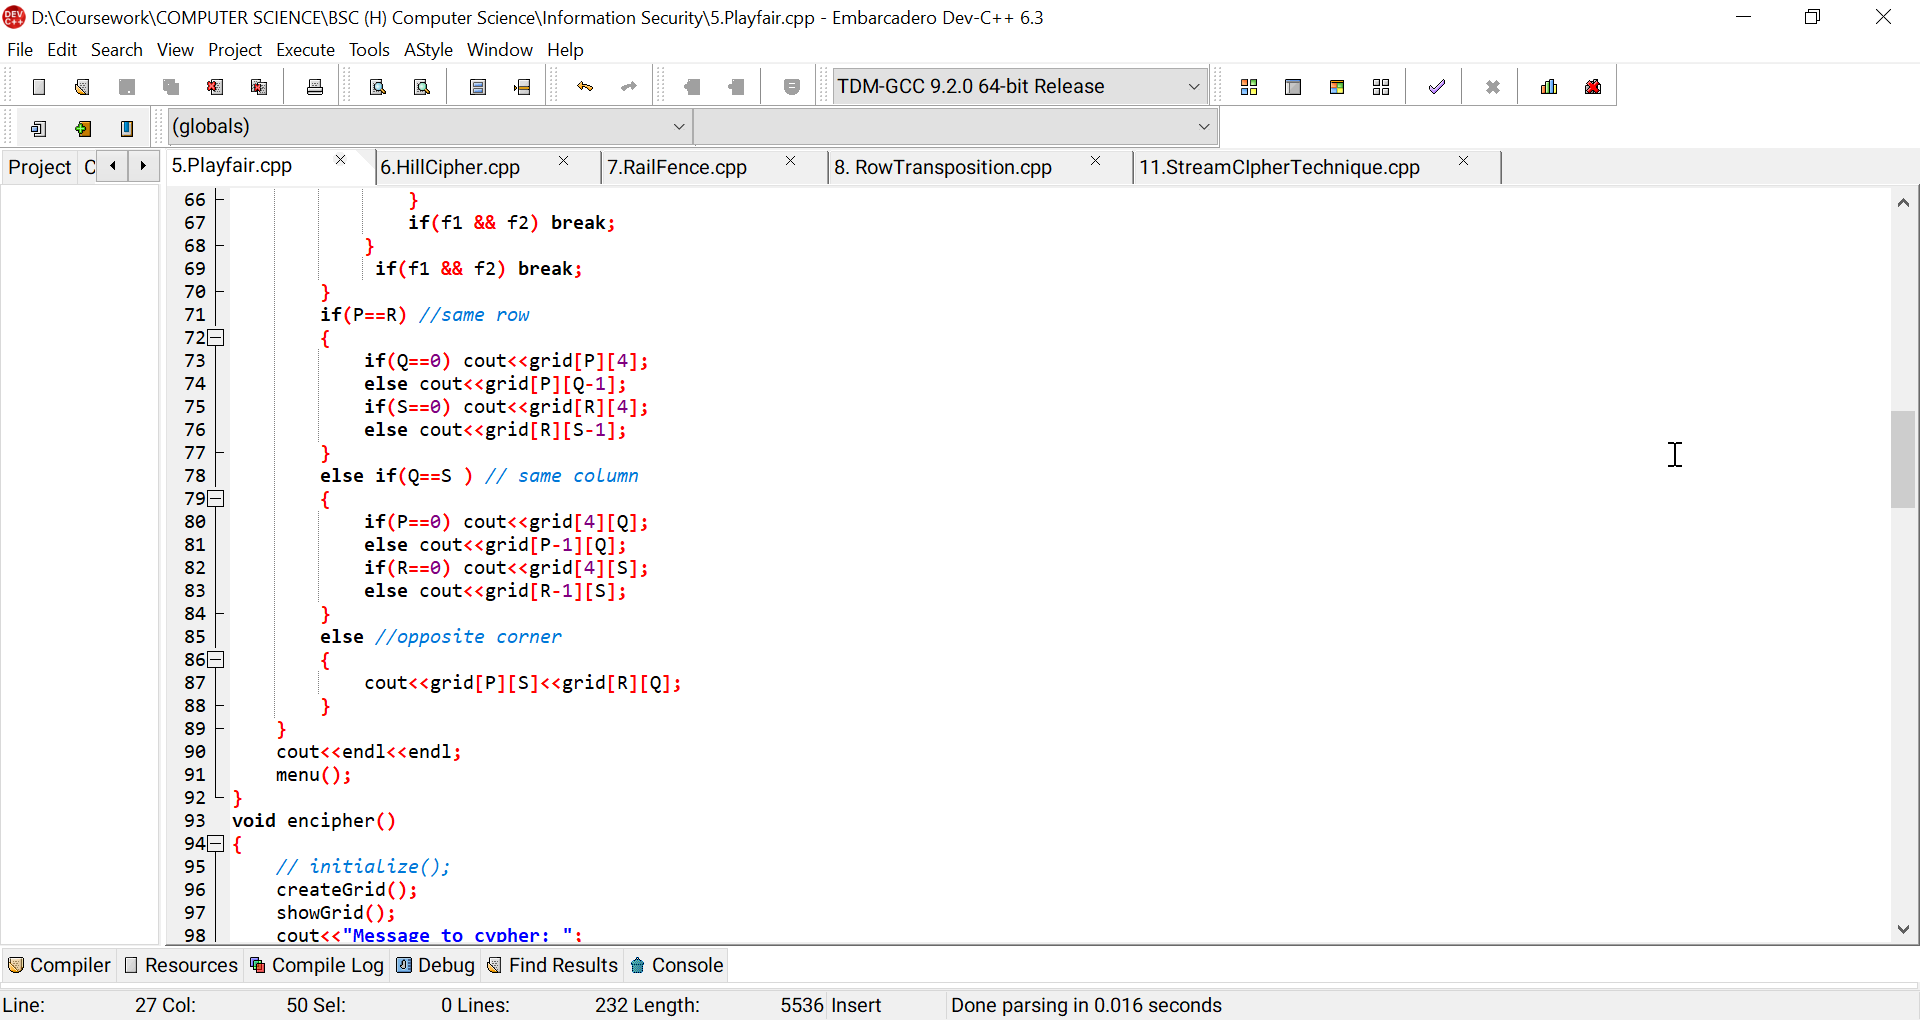 D:\Coursework\COMPUTER SCIENCE\BSC (H) Computer Science\Information Security\5.Playfair.cpp - Embarcadero Dev-C++ 6.3
File Edit Search View Project Execute Tools AStyle Window Help
TDM-GCC 9.2.0 64-bit Release
(globals)
Project C 5.Playfair.cpp 6.HillCipher.cpp 7.RailFence.cpp 8. RowTransposition.cpp 11.StreamCIpherTechnique.cpp
66 }
67 if(f1 && f2) break;
68 }
69 if(f1 && f2) break;
70 }
71 if(P==R) //same row
72 {
73 if(Q==0) cout<<grid[P][4];
74 else cout<<grid[P][Q-1];
75 if(S==0) cout<<grid[R][4];
76 else cout<<grid[R][S-1];
77 }
78 else if(Q==S ) // same column
79 {
80 if(P==0) cout<<grid[4][Q];
81 else cout<<grid[P-1][Q];
82 if(R==0) cout<<grid[4][S];
83 else cout<<grid[R-1][S];
84 }
85 else //opposite corner
86 {
87 cout<<grid[P][S]<<grid[R][Q];
88 }
89 }
90 cout<<endl<<endl;
91 menu();
92 }
93 void encipher()
94 {
95 // initialize();
96 createGrid();
97 showGrid();
98 cout<<"Message to cypher: ";
Compiler Resources Compile Log Debug Find Results Console
Line: 27 Col: 50 Sel: 0 Lines: 232 Length: 5536 Insert Done parsing in 0.016 seconds